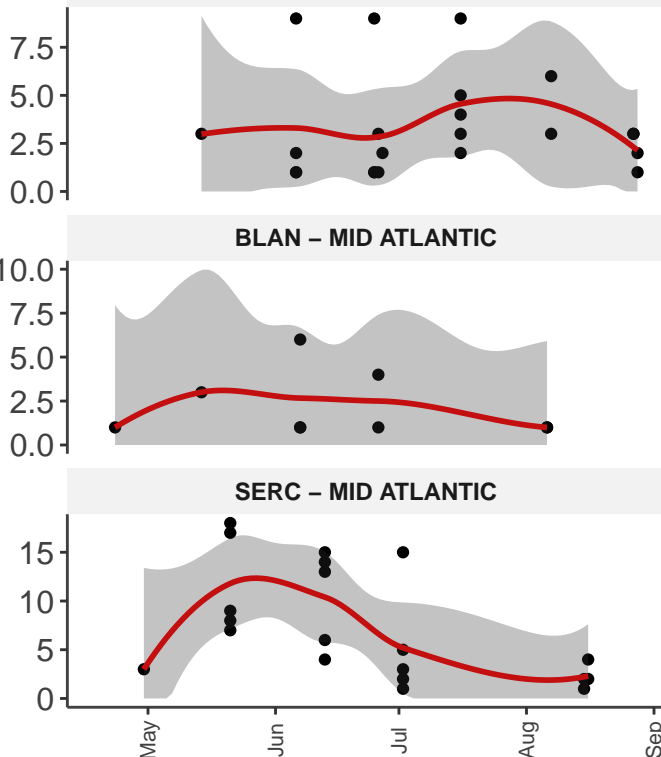 7.5
5.0
2.5
0.0
BLAN – MID ATLANTIC
10.0
7.5
5.0
2.5
0.0
SERC – MID ATLANTIC
15
10
5
0
May
Jun
Jul
Aug
Sep